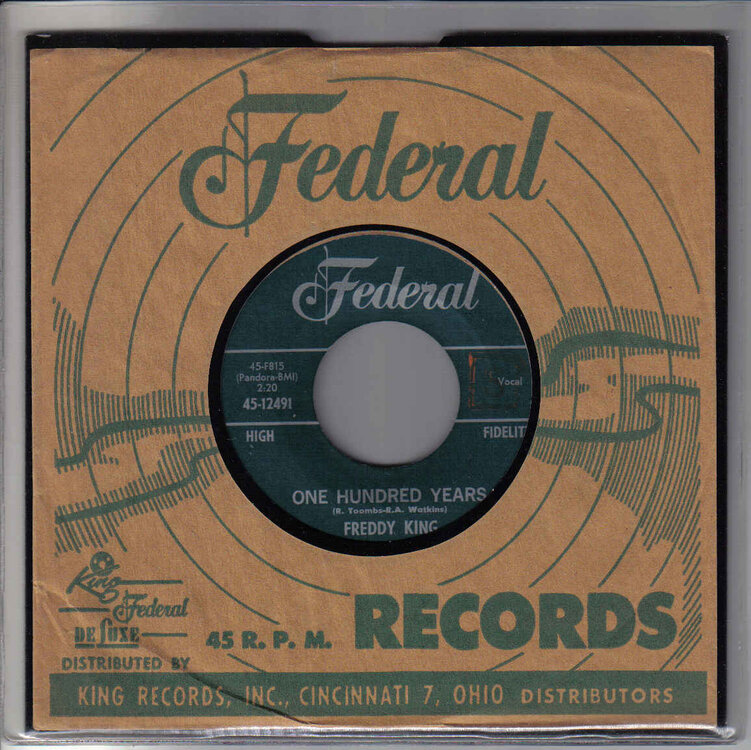 Federal
Federal
45-F815
(Pandora-BMI)
2:20
45-12491
Vocal
HIGH
FIDELIT
ONE HUNDRED YEARS
(R. Toombs-R.A. Watkins)
FREDDY KING
King
Federal
DE LUXE
45 R. P. M.
RECORDS
DISTRIBUTED BY
KING RECORDS, INC., CINCINNATI 7, OHIO DISTRIBUTORS